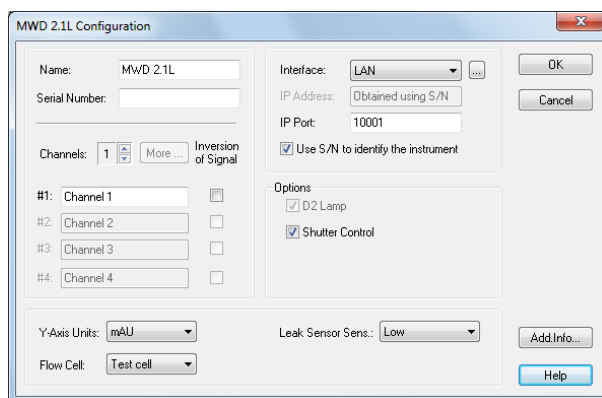 MWD 2.1L Configuration
Name: MWD 2.1L
Serial Number:
Channels: 1 More ... Inversion of Signal
#1: Channel 1
#2: Channel 2
#3: Channel 3
#4: Channel 4
Interface: LAN ...
IP Address: Obtained using S/N
IP Port: 10001
Use S/N to identify the instrument
Options
D2 Lamp
Shutter Control
Y-Axis Units: mAU
Flow Cell: Test cell
Leak Sensor Sens.: Low
OK
Cancel
Add.Info...
Help